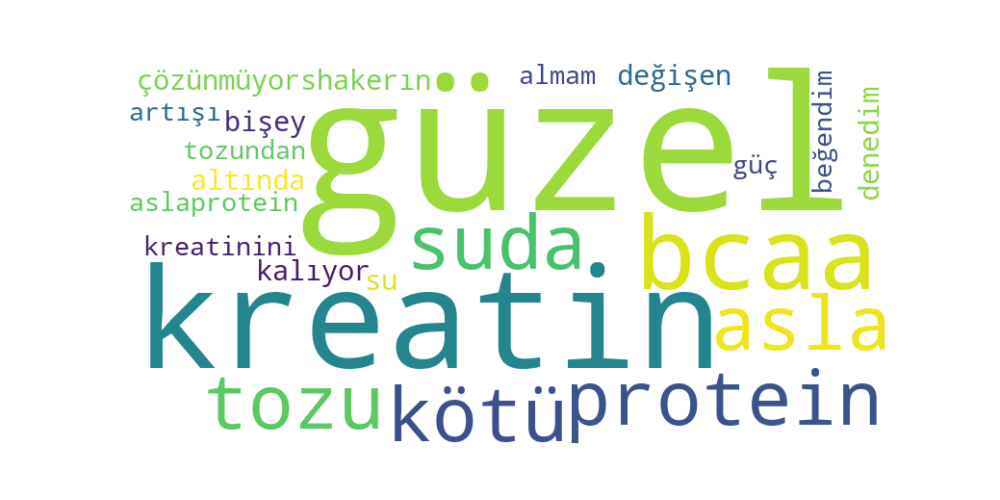 çözünmüyorshakerın
almam
değişen
artışı
bişey
güzel
beğendim
denedim
tozundan
güç
altında
aslaprotein
kreatinini
suda
bcaa
kalıyor
su
kreatin
asla
tozu
kötü
protein